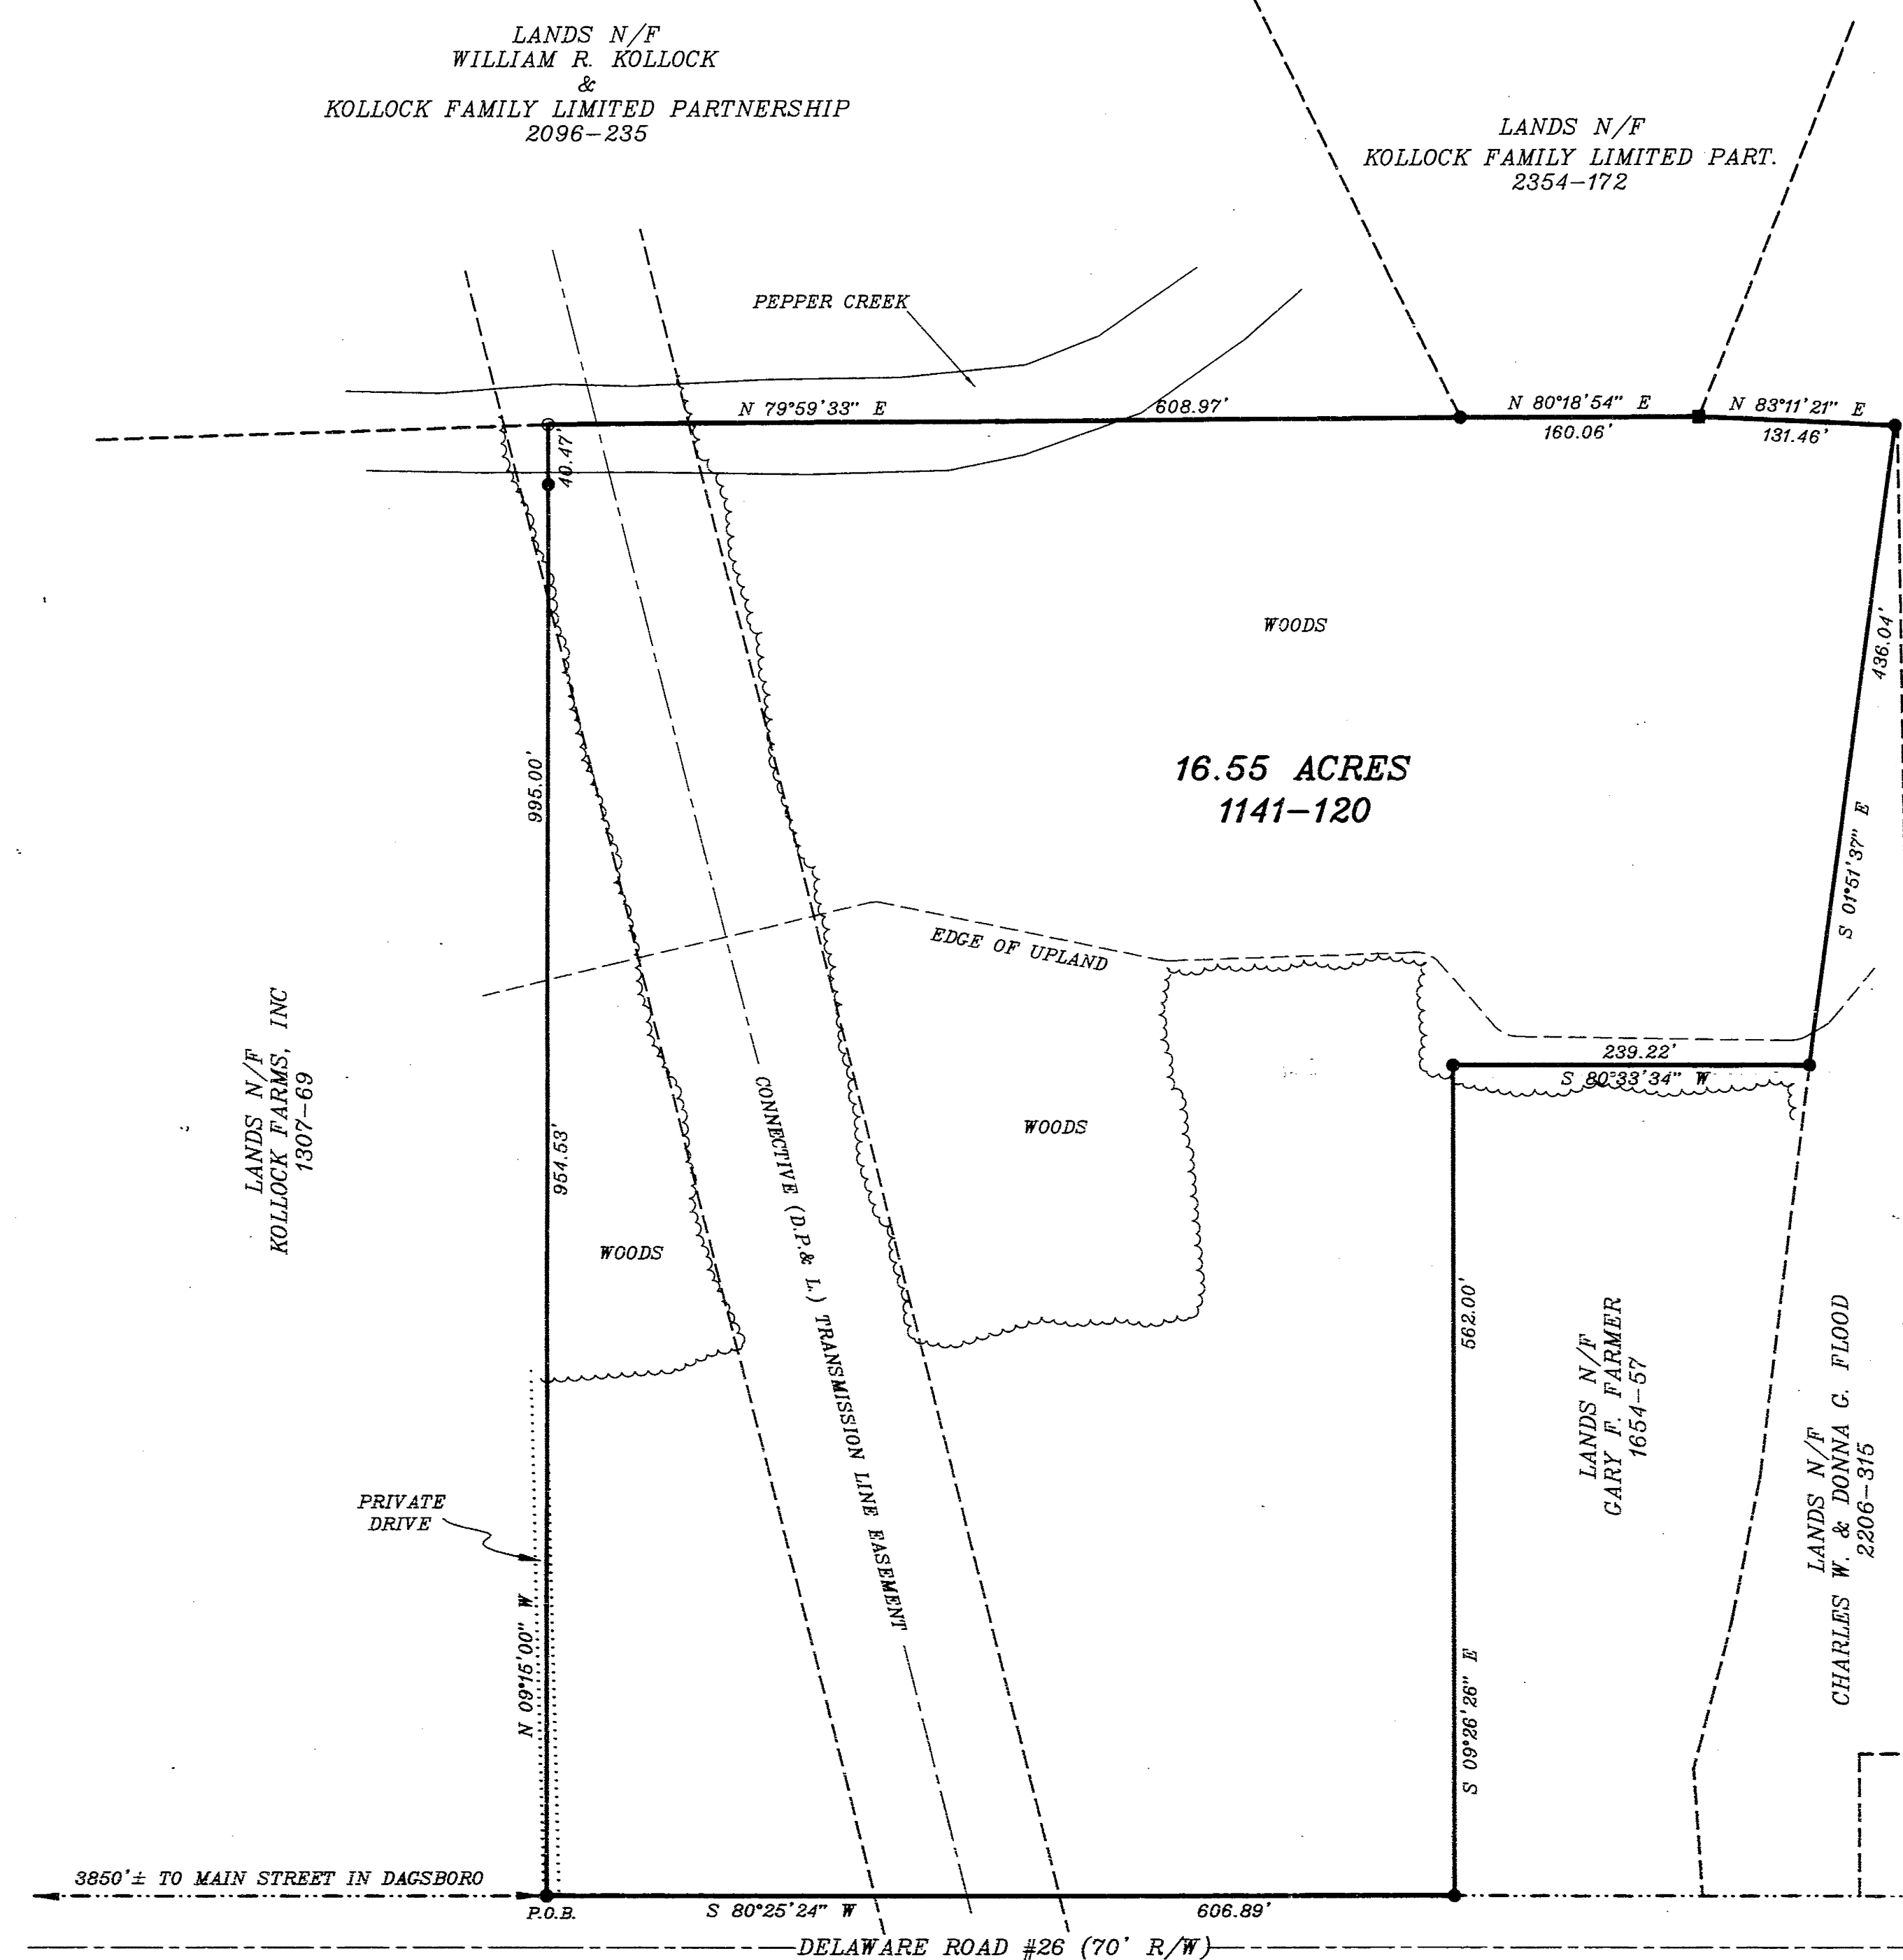 LANDS N/F
WILLIAM R. KOLLOCK
&
KOLLOCK FAMILY LIMITED PARTNERSHIP
2096-235
LANDS N/F
KOLLOCK FAMILY LIMITED PART.
2354-172
PEPPER CREEK
N 79°59'33" E
608.97'
N 80°18'54" E
160.06'
N 83°11'21" E
131.46'
40.47'
WOODS
436.04'
S 01°51'37" E
16.55 ACRES
1141-120
995.00'
EDGE OF UPLAND
LANDS N/F
KOLLOCK FARMS, INC
1307-69
239.22'
S 80°33'34" W
954.53'
WOODS
WOODS
CONNECTIVE (D.P.& L.) TRANSMISSION LINE EASEMENT
562.00'
S 09°26'26" E
LANDS N/F
GARY F. FARMER
1654-57
LANDS N/F
CHARLES W. & DONNA G. FLOOD
2206-315
PRIVATE
DRIVE
N 09°15'00" W
3850'± TO MAIN STREET IN DAGSBORO
P.O.B.
S 80°25'24" W
606.89'
DELAWARE ROAD #26 (70' R/W)